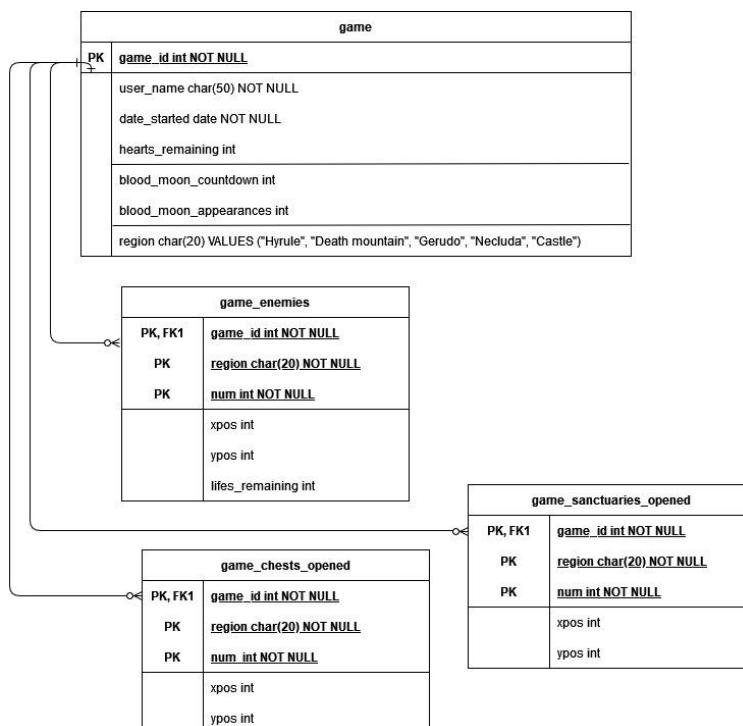 game
PK game_id int NOT NULL
user_name char(50) NOT NULL
date_started date NOT NULL
hearts_remaining int
blood_moon_countdown int
blood_moon_appearances int
region char(20) VALUES ("Hyrule", "Death mountain", "Gerudo", "Necluda", "Castle")
game_enemies
PK, FK1 game_id int NOT NULL
PK region char(20) NOT NULL
PK num int NOT NULL
xpos int
ypos int
lifes_remaining int
game_sanctuaries_opened
PK, FK1 game_id int NOT NULL
PK region char(20) NOT NULL
PK num int NOT NULL
xpos int
ypos int
game_chests_opened
PK, FK1 game_id int NOT NULL
PK region char(20) NOT NULL
PK num int NOT NULL
xpos int
ypos int